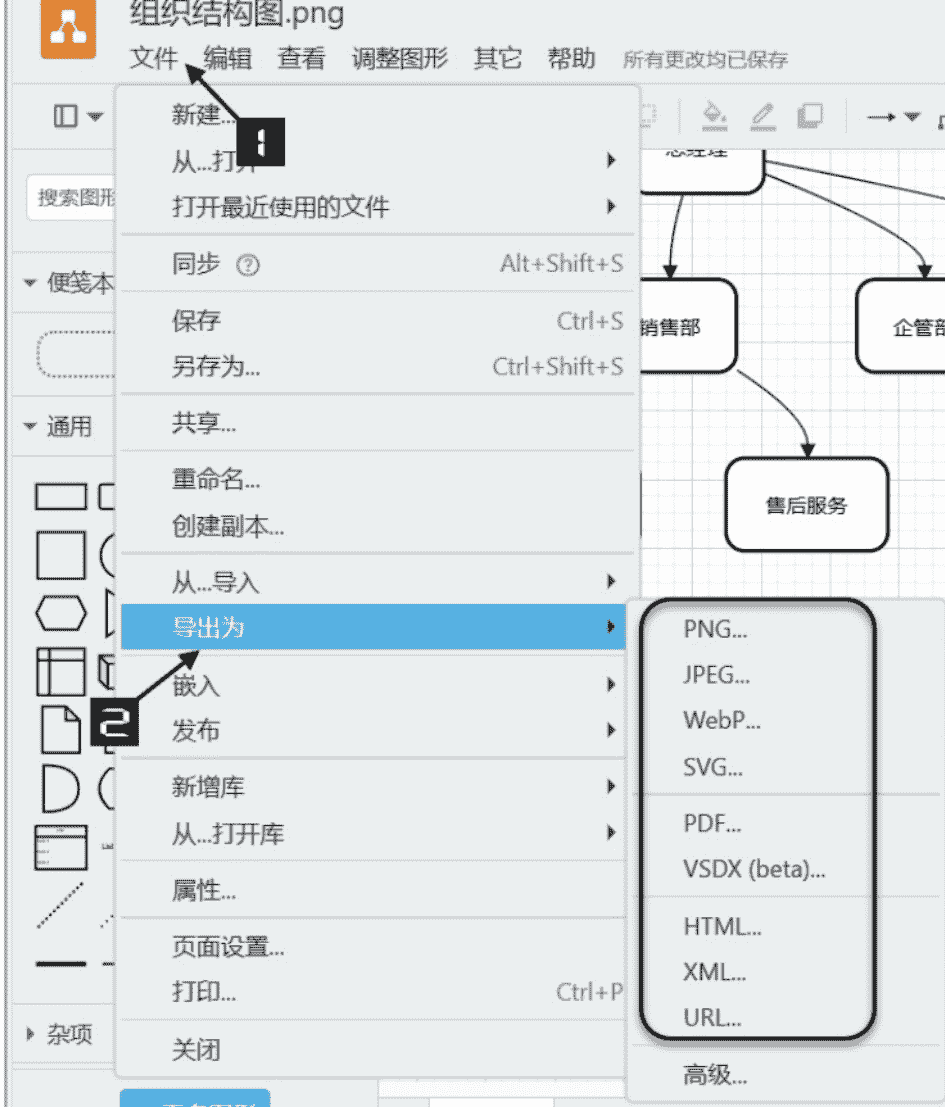 组织结构图.png
文件 编辑 查看 调整图形 其它 帮助 所有更改均已保存
新建...
1
从...打开
打开最近使用的文件
同步 ? Alt+Shift+S
保存 Ctrl+S
另存为... Ctrl+Shift+S
共享...
重命名...
创建副本...
从...导入
导出为
2
嵌入
发布
新增库
从...打开库
属性...
页面设置...
打印... Ctrl+P
关闭
PNG...
JPEG...
WebP...
SVG...
PDF...
VSDX (beta)...
HTML...
XML...
URL...
高级...
搜索图形
便笺本
通用
杂项
总经理
销售部
企管部
售后服务